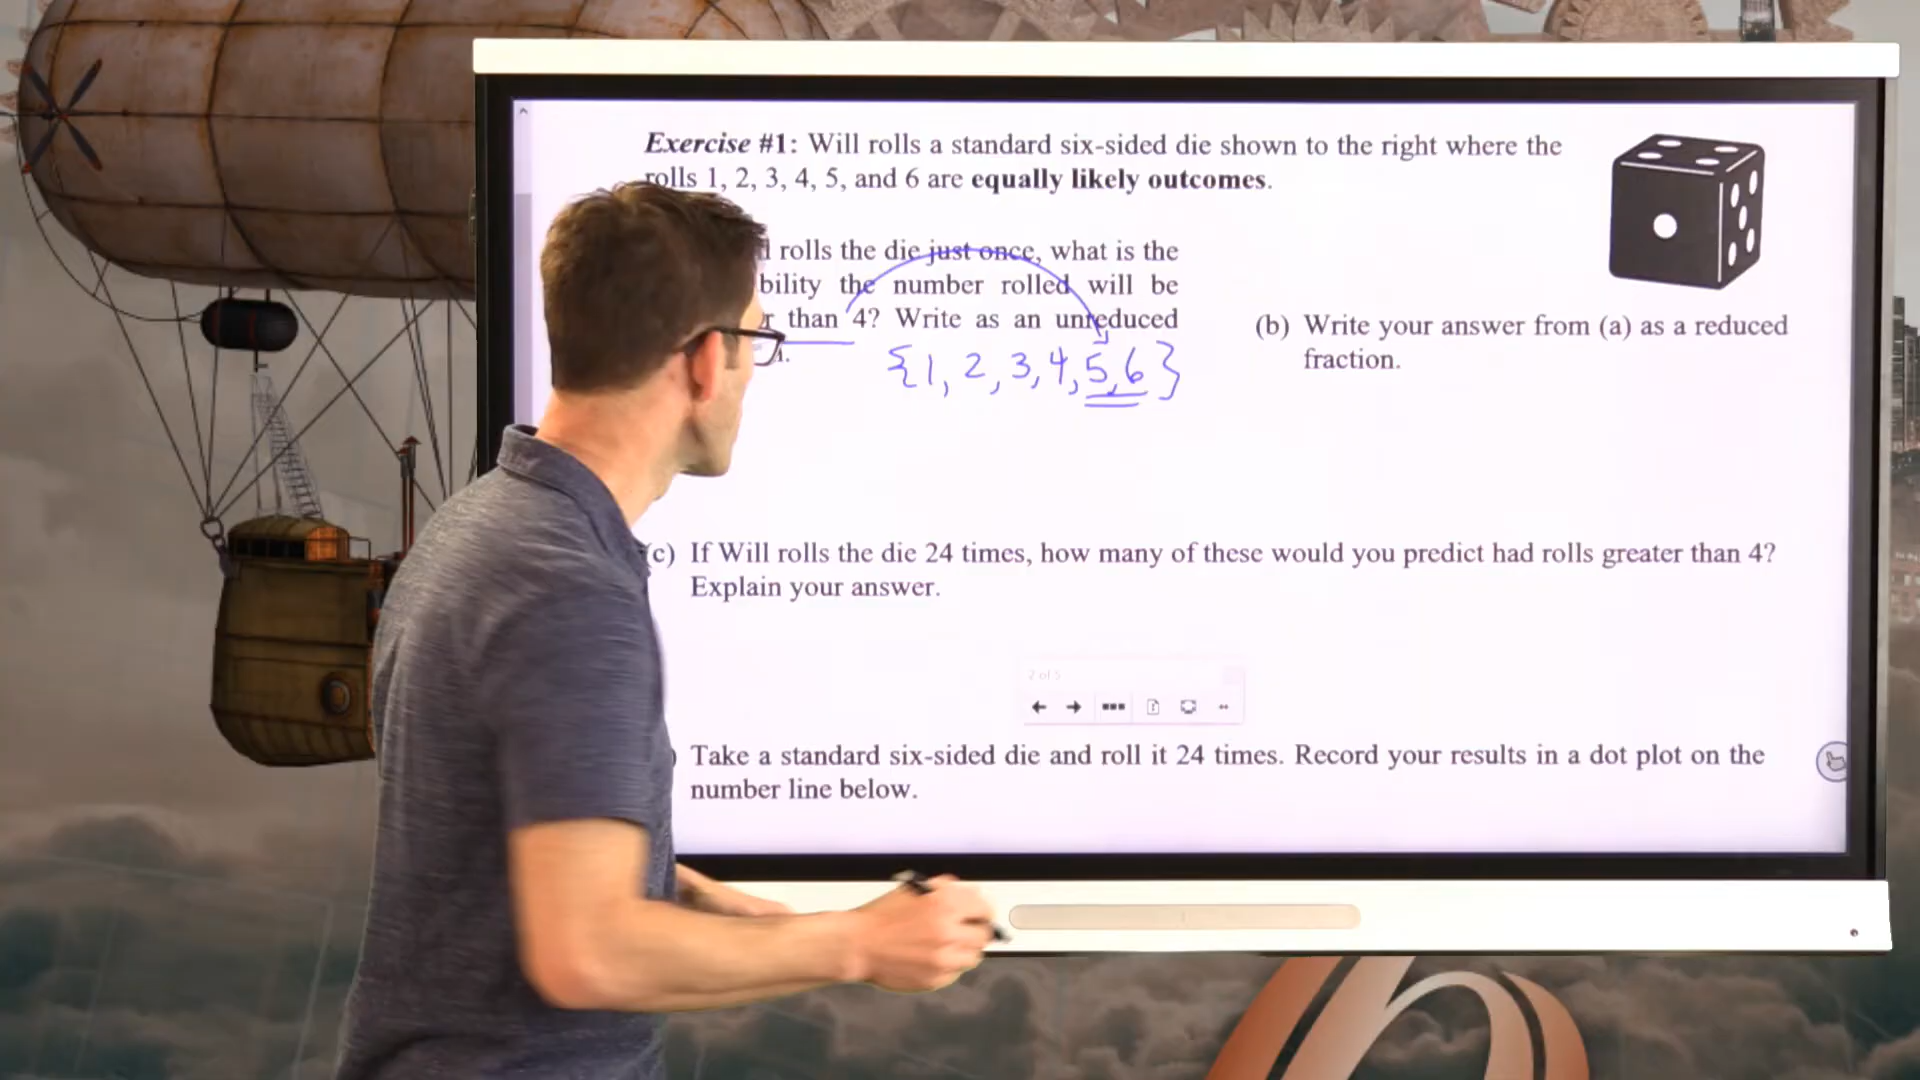 Exercise #1: Will rolls a standard six-sided die shown to the right where the
rolls 1, 2, 3, 4, 5, and 6 are equally likely outcomes.
rolls the die just once, what is the
bility the number rolled will be
r than 4? Write as an unreduced
{1, 2, 3, 4, 5, 6}
(b) Write your answer from (a) as a reduced
fraction.
(c) If Will rolls the die 24 times, how many of these would you predict had rolls greater than 4?
Explain your answer.
2 of 5
) Take a standard six-sided die and roll it 24 times. Record your results in a dot plot on the
number line below.